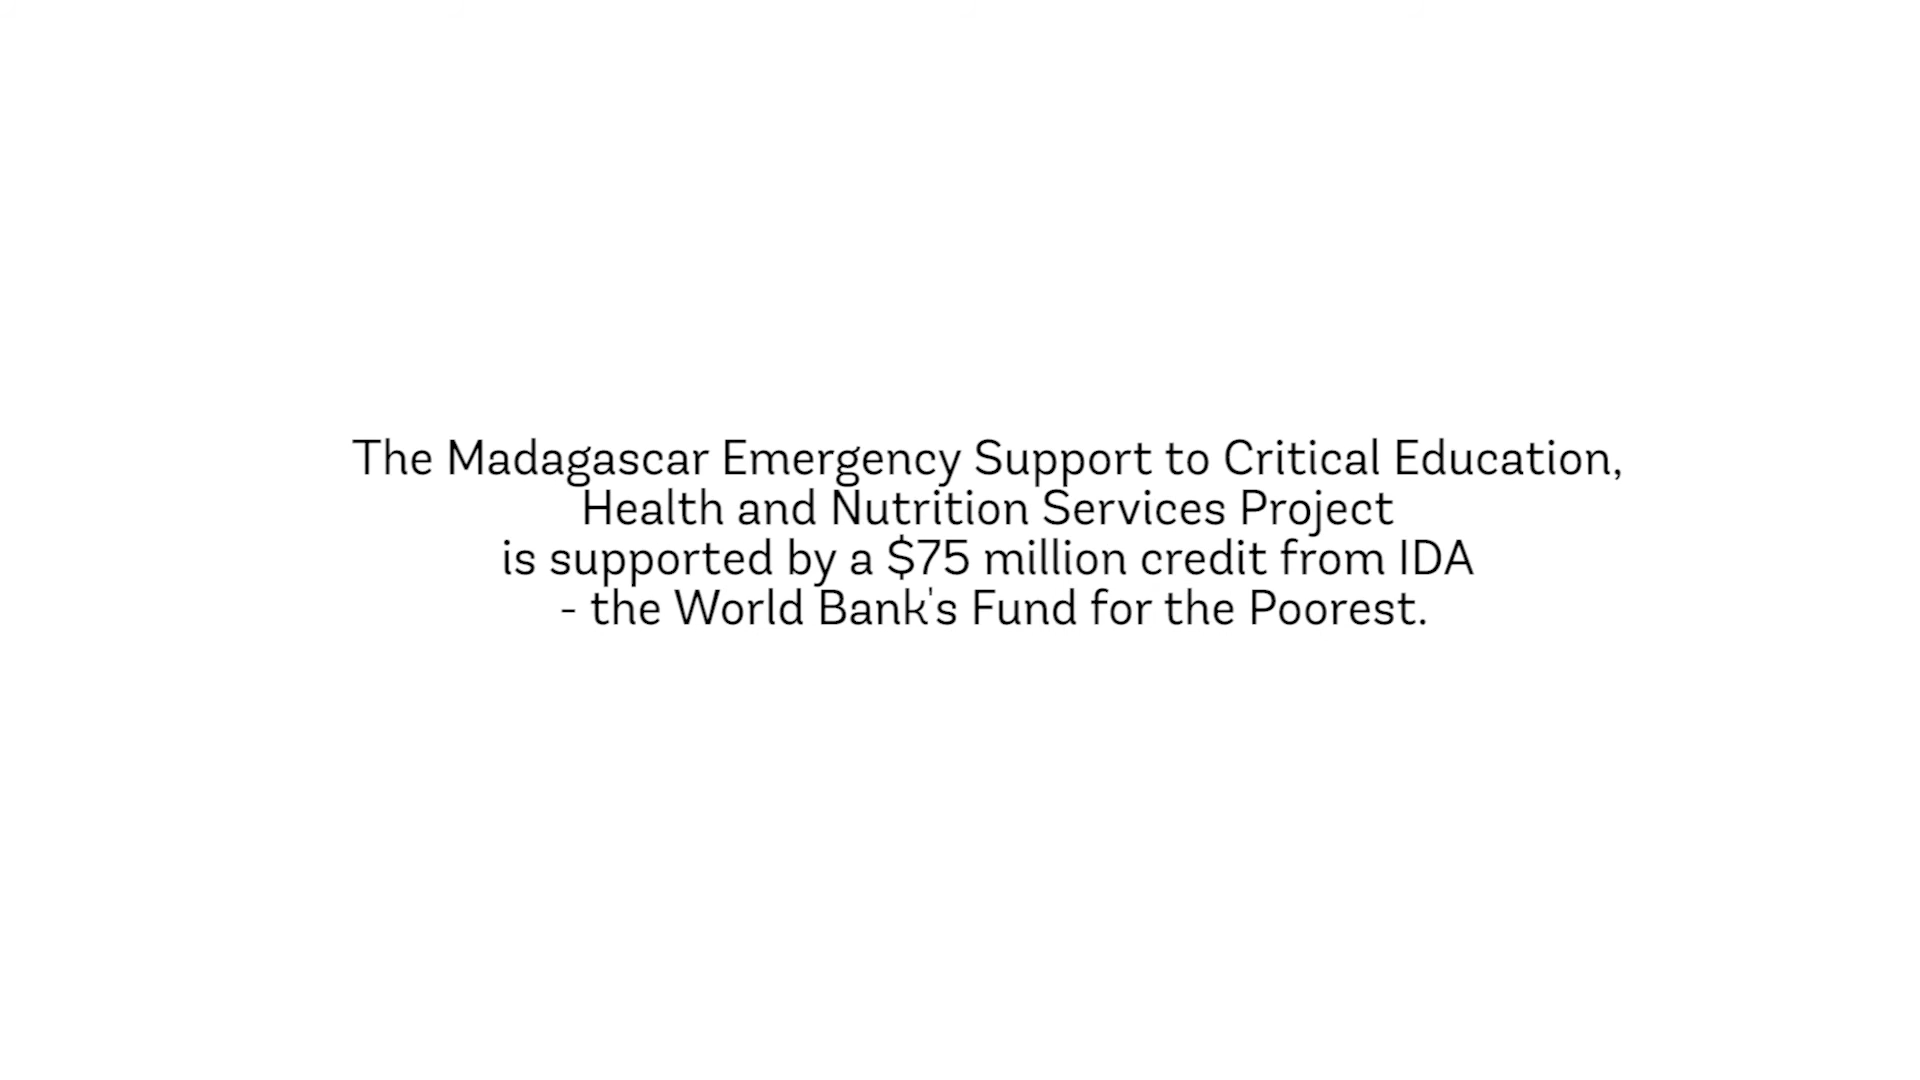 The Madagascar Emergency Support to Critical Education,
Health and Nutrition Services Project
is supported by a $75 million credit from IDA
- the World Bank's Fund for the Poorest.